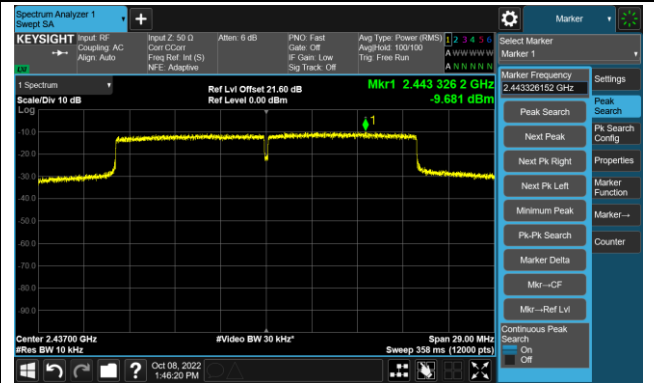 Spectrum Analyzer 1
Swept SA
+
Marker
KEYSIGHT
Input: RF
Coupling: AC
Align: Auto
Input Z: 50 Ω
Corr CCorr
Freq Ref: Int (S)
NFE: Adaptive
Atten: 6 dB
PNO: Fast
Gate: Off
IF Gain: Low
Sig Track: Off
Avg Type: Power (RMS)
Avg|Hold: 100/100
Trig: Free Run
1 2 3 4 5 6
A W W W W W
A N N N N N
Select Marker
Marker 1
LXI
1 Spectrum
Scale/Div 10 dB
Log
Ref Lvl Offset 21.60 dB
Ref Level 0.00 dBm
Mkr1 2.443 326 2 GHz
-9.681 dBm
1
-10.0
-20.0
-30.0
-40.0
-50.0
-60.0
-70.0
-80.0
-90.0
Center 2.43700 GHz
#Res BW 10 kHz
#Video BW 30 kHz*
Span 29.00 MHz
Sweep 358 ms (12000 pts)
Marker Frequency
2.443326152 GHz
Peak Search
Next Peak
Next Pk Right
Next Pk Left
Minimum Peak
Pk-Pk Search
Marker Delta
Mkr→CF
Mkr→Ref Lvl
Continuous Peak
Search
On
Off
Settings
Peak
Search
Pk Search
Config
Properties
Marker
Function
Marker→
Counter
?
Oct 08, 2022
1:46:20 PM